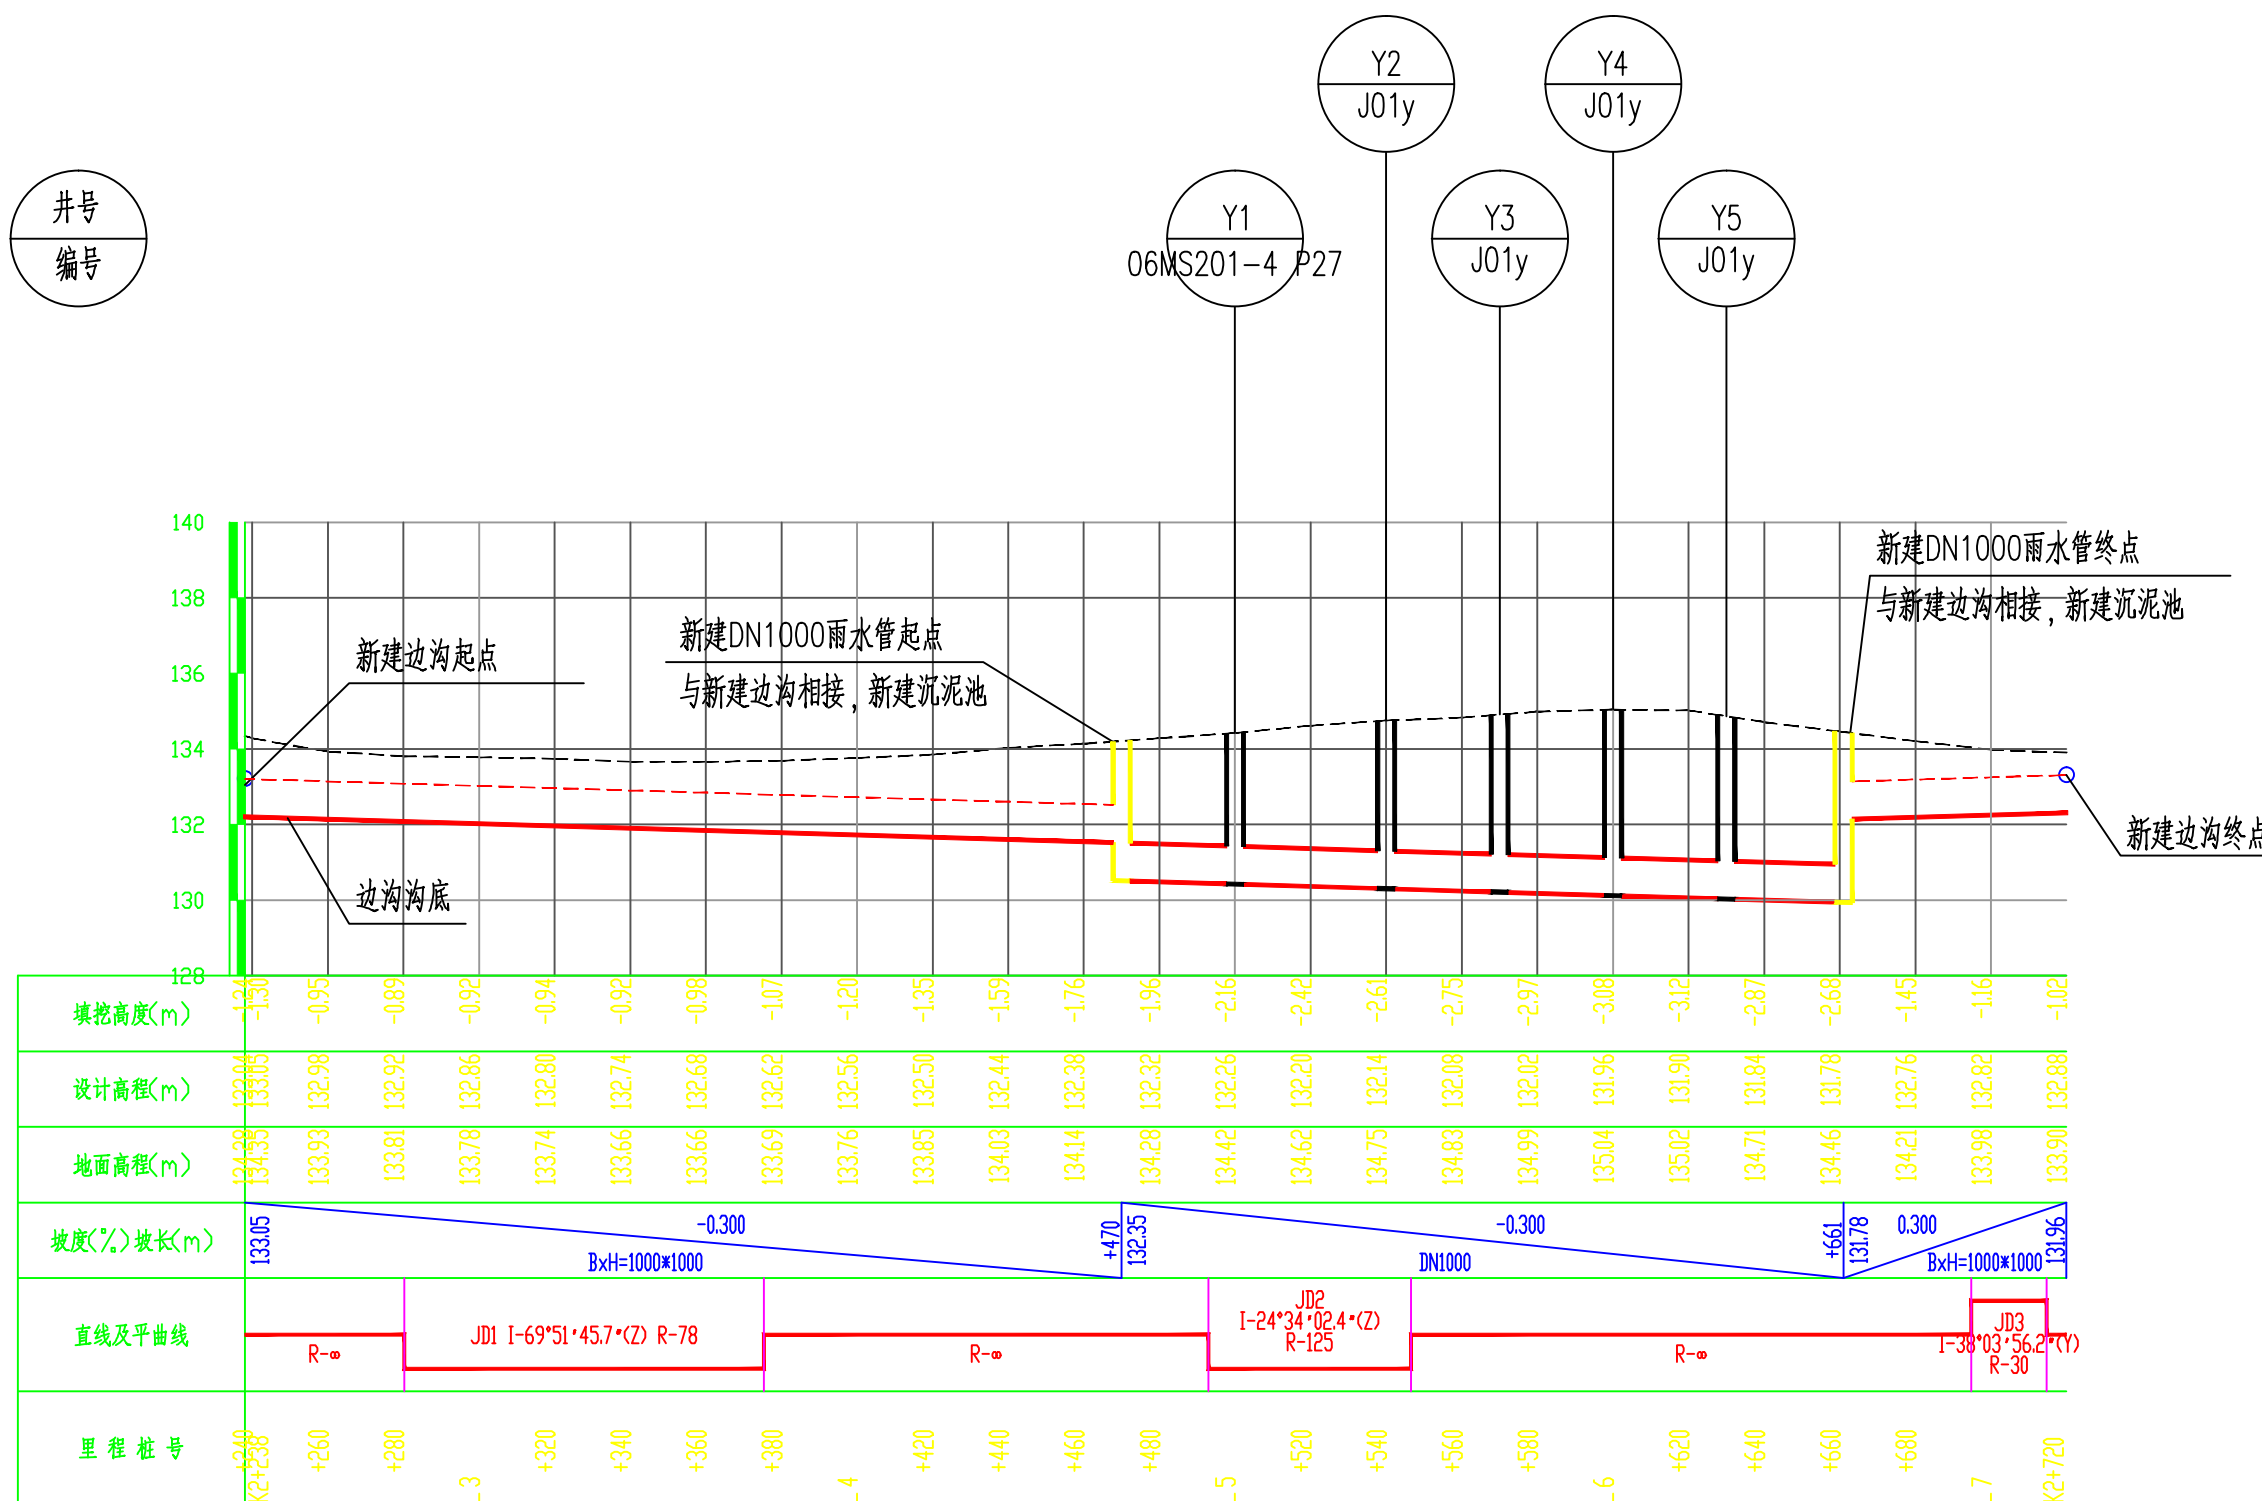 Y2
J01y
Y4
J01y
井号
编号
Y1
06MS201-4 P27
Y3
J01y
Y5
J01y
140
138
136
134
132
130
128
新建边沟起点
新建DN1000雨水管起点
与新建边沟相接，新建沉泥池
新建DN1000雨水管终点
与新建边沟相接，新建沉泥池
新建边沟终点
边沟沟底
填挖高度(m)
-1.34 -1.30 -0.95 -0.89 -0.92 -0.94 -0.92 -0.98 -1.07 -1.20 -1.35 -1.59 -1.76 -1.96 -2.16 -2.42 -2.61 -2.75 -2.97 -3.08 -3.12 -2.87 -2.68 -1.45 -1.16 -1.02
设计高程(m)
133.04 133.05 132.98 132.92 132.86 132.80 132.74 132.68 132.62 132.56 132.50 132.44 132.38 132.32 132.26 132.20 132.14 132.08 132.02 131.96 131.90 131.84 131.78 132.76 132.82 132.88
地面高程(m)
134.38 134.35 133.93 133.81 133.78 133.74 133.66 133.66 133.69 133.76 133.85 134.03 134.14 134.28 134.42 134.62 134.75 134.83 134.99 135.04 135.02 134.71 134.46 134.21 133.98 133.90
坡度(%)坡长(m)
133.05
-0.300
BxH=1000*1000
+470
132.35
-0.300
DN1000
+661
131.78
0.300
BxH=1000*1000
131.96
直线及平曲线
R-∞
JD1 I-69°51'45.7"(Z) R-78
R-∞
JD2
I-24°34'02.4"(Z)
R-125
R-∞
JD3
I-38°03'56.2"(Y)
R-30
里 程 桩 号
+240 K2+238 +260 +280 3 +320 +340 +360 +380 4 +420 +440 +460 +480 5 +520 +540 +560 +580 6 +620 +640 +660 +680 7 K2+720